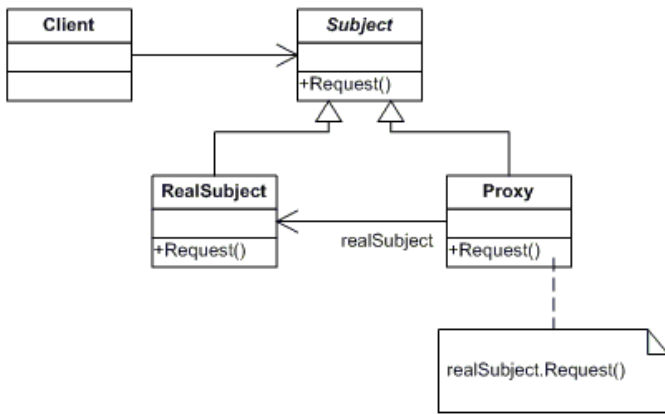 Client
Subject
+Request()
RealSubject
+Request()
realSubject
Proxy
+Request()
realSubject.Request()